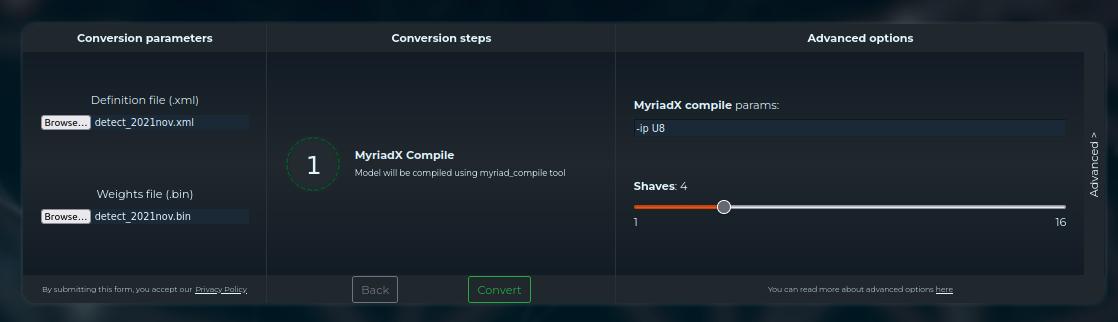 Conversion parameters
Conversion steps
Advanced options
Definition file (.xml)
Browse... detect_2021nov.xml
Weights file (.bin)
Browse... detect_2021nov.bin
1
MyriadX Compile
Model will be compiled using myriad_compile tool
MyriadX compile params:
-ip U8
Shaves: 4
1 16
Advanced >
By submitting this form, you accept our Privacy Policy
Back Convert
You can read more about advanced options here